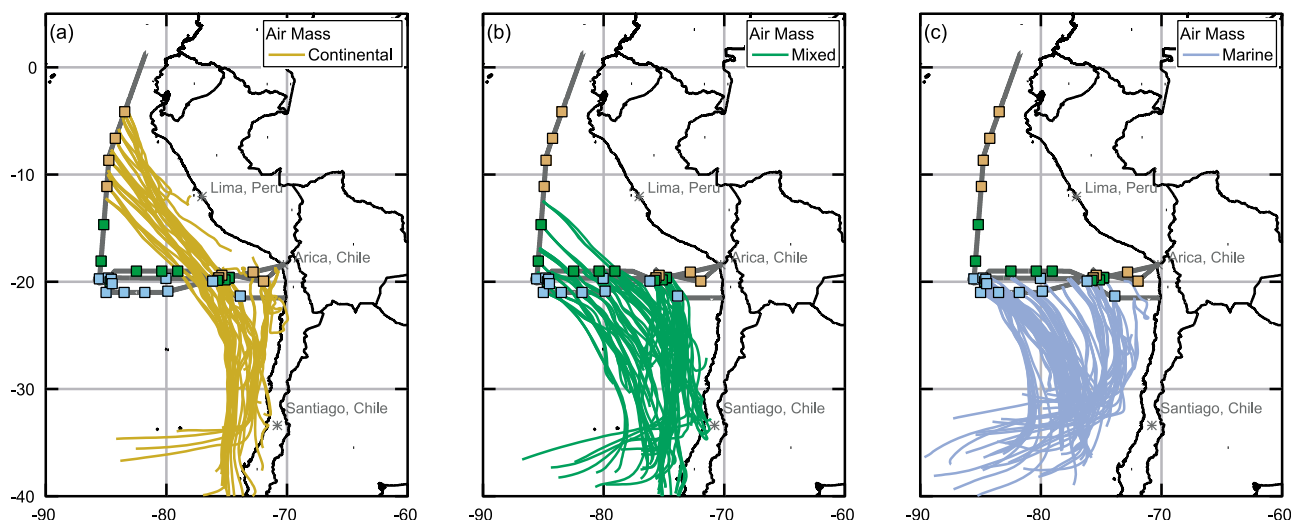 (a)
Air Mass
Continental
Lima, Peru
Arica, Chile
Santiago, Chile
0
-10
-20
-30
-40
-90
-80
-70
-60
(b)
Air Mass
Mixed
Lima, Peru
Arica, Chile
Santiago, Chile
-90
-80
-70
-60
(c)
Air Mass
Marine
Lima, Peru
Arica, Chile
Santiago, Chile
-90
-80
-70
-60